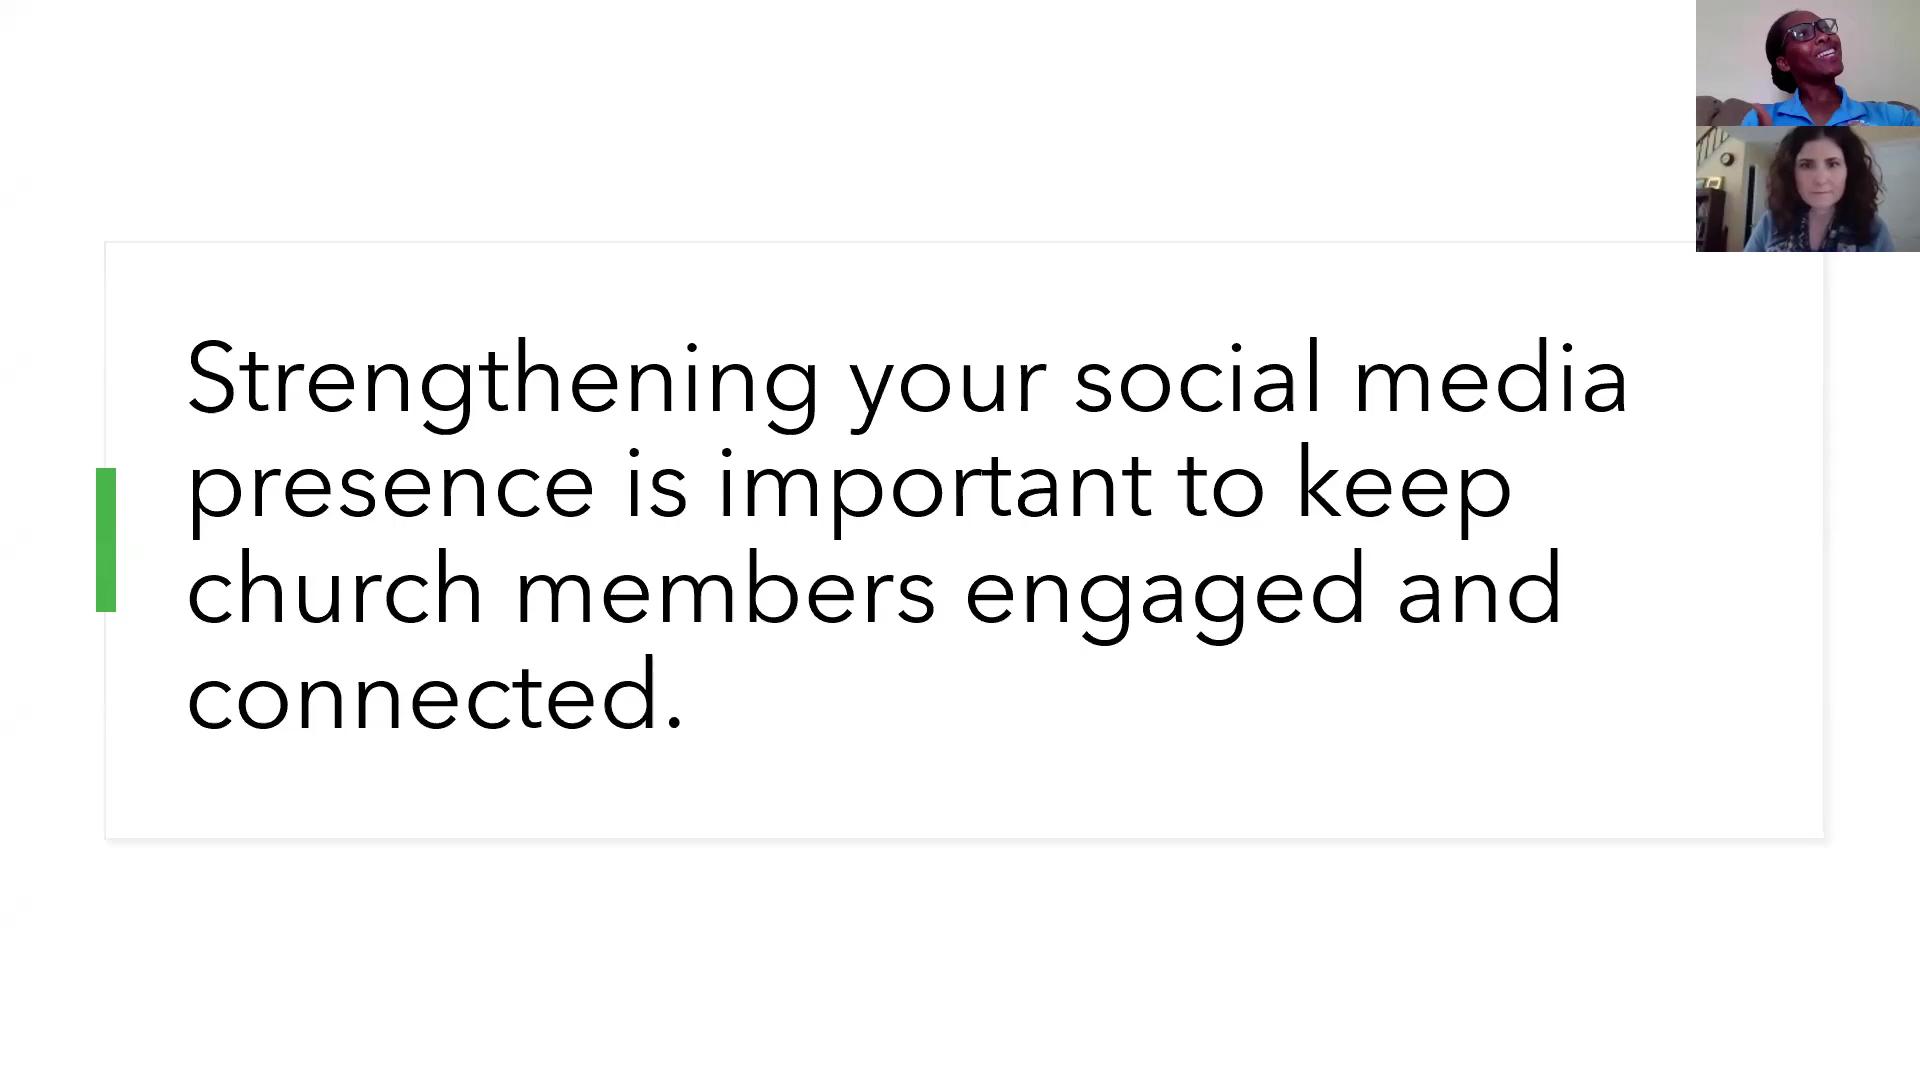 Strengthening your social media
presence is important to keep
church members engaged and
connected.